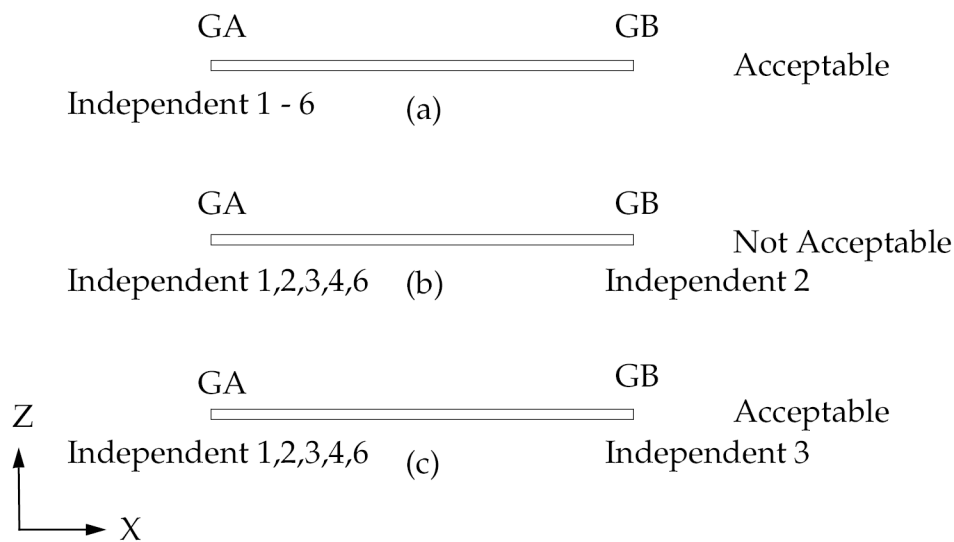 GA GB
Acceptable
Independent 1 - 6 (a)
GA GB
Not Acceptable
Independent 1,2,3,4,6 (b) Independent 2
GA GB
Acceptable
Independent 1,2,3,4,6 (c) Independent 3
Z
X